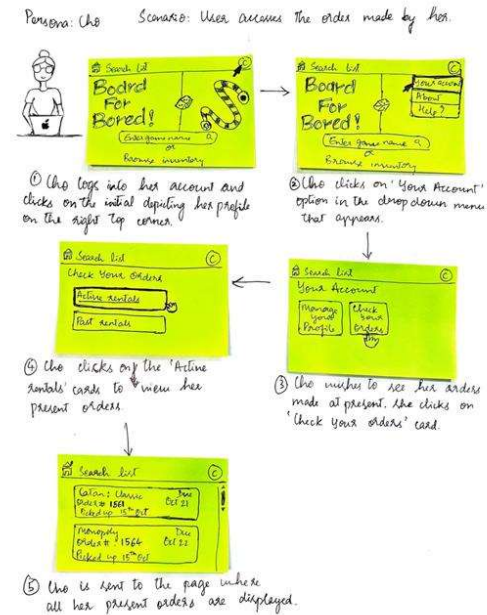 Persona: Cho
Scenario: User accesses the order made by her.
Search list
C
Board
For
Bored!
Enter game name
or
Browse inventory
① Cho logs into her account and
clicks on the initial depicting her profile
on the right top corner.
Search list
C
Board
For
Bored!
Your account
About
Help?
Enter game name
or
Browse inventory
② Cho clicks on 'Your Account'
option in the drop down menu
that appears.
Search list
C
Your Account
Manage
your
Profile
Check
your
orders
③ Cho wishes to see her orders
made at present. She clicks on
'Check your orders' card.
Search list
C
Check Your Orders
Active rentals
Past rentals
④ Cho clicks on the 'Active
rentals' cards to view her
present orders.
Search list
C
Catan: Classic
Due
Order # 1561
Oct 22
Picked up 15th Oct
Monopoly
Due
Order #: 1564
Oct 22
Picked up 15th Oct
⑤ Cho is sent to the page where
all her present orders are displayed.